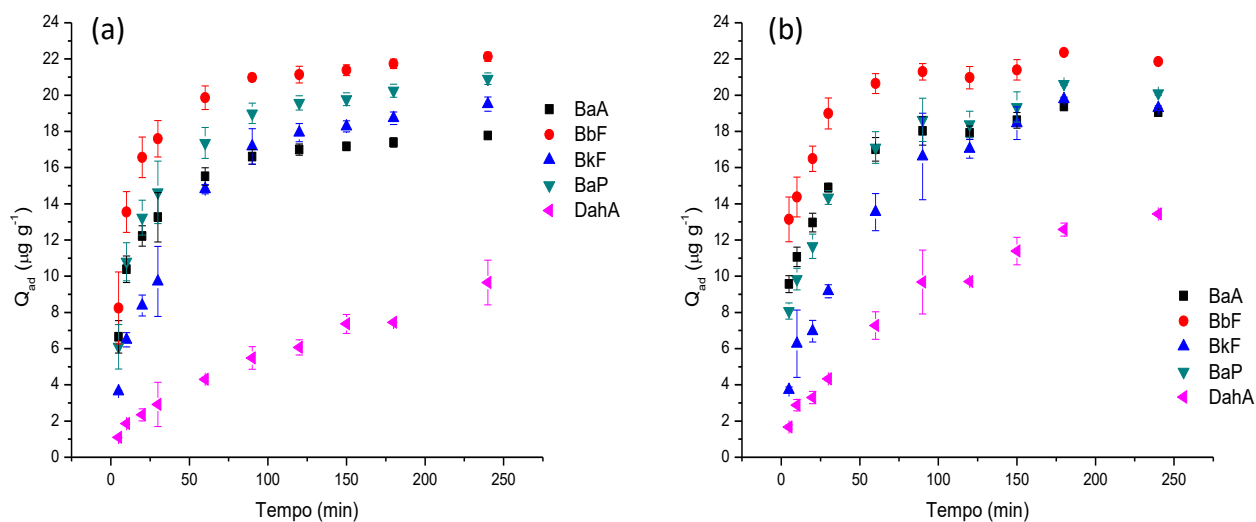 (a)
24
22
20
18
16
14
12
10
8
6
4
2
0
Q_ad (µg g⁻¹)
0 50 100 150 200 250
Tempo (min)
BaA
BbF
BkF
BaP
DahA
(b)
24
22
20
18
16
14
12
10
8
6
4
2
0
Q_ad (µg g⁻¹)
0 50 100 150 200 250
Tempo (min)
BaA
BbF
BkF
BaP
DahA